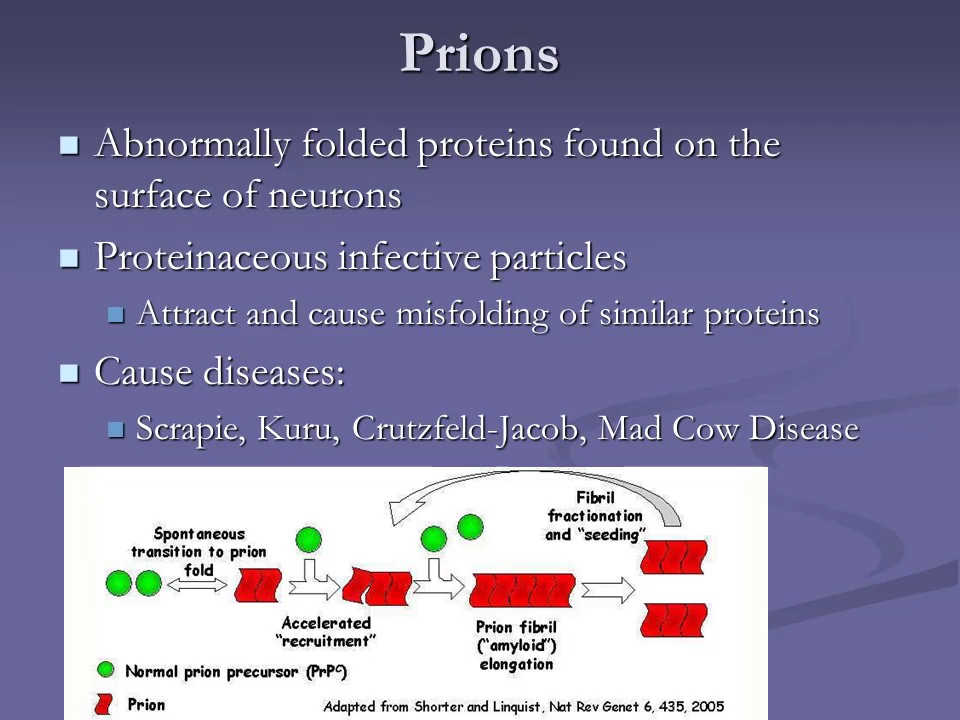 Prions
Abnormally folded proteins found on the
surface of neurons
Proteinaceous infective particles
Attract and cause misfolding of similar proteins
Cause diseases:
Scrapie, Kuru, Crutzfeld-Jacob, Mad Cow Disease
Spontaneous
transition to prion
fold
Accelerated
"recruitment"
Prion fibril
("amyloid")
elongation
Fibril
fractionation
and "seeding"
Normal prion precursor (PrPᶜ)
Prion
Adapted from Shorter and Linquist, Nat Rev Genet 6, 435, 2005